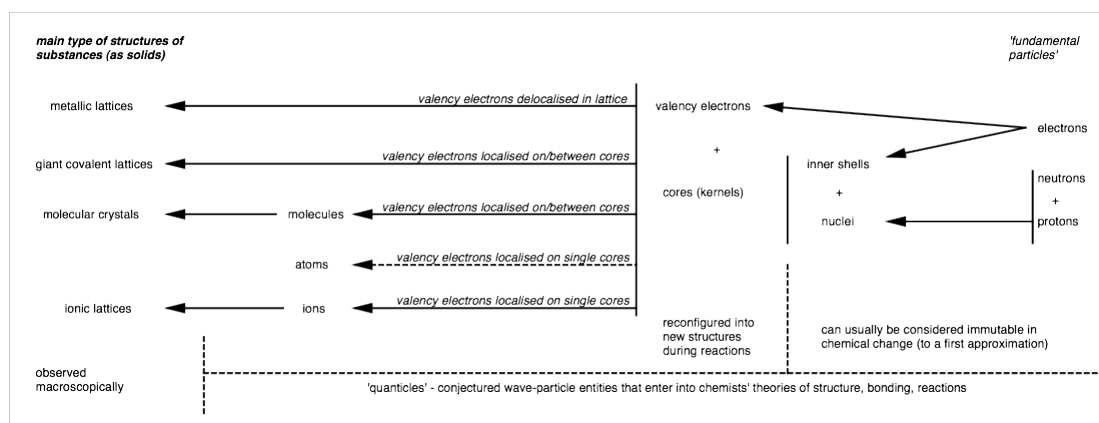 main type of structures of
substances (as solids)
'fundamental
particles'
metallic lattices
valency electrons delocalised in lattice
valency electrons
electrons
+
giant covalent lattices
valency electrons localised on/between cores
inner shells
neutrons
cores (kernels)
+
+
molecular crystals
molecules
valency electrons localised on/between cores
nuclei
protons
atoms
valency electrons localised on single cores
ionic lattices
ions
valency electrons localised on single cores
reconfigured into
new structures
during reactions
can usually be considered immutable in
chemical change (to a first approximation)
observed
macroscopically
'quanticles' - conjectured wave-particle entities that enter into chemists' theories of structure, bonding, reactions